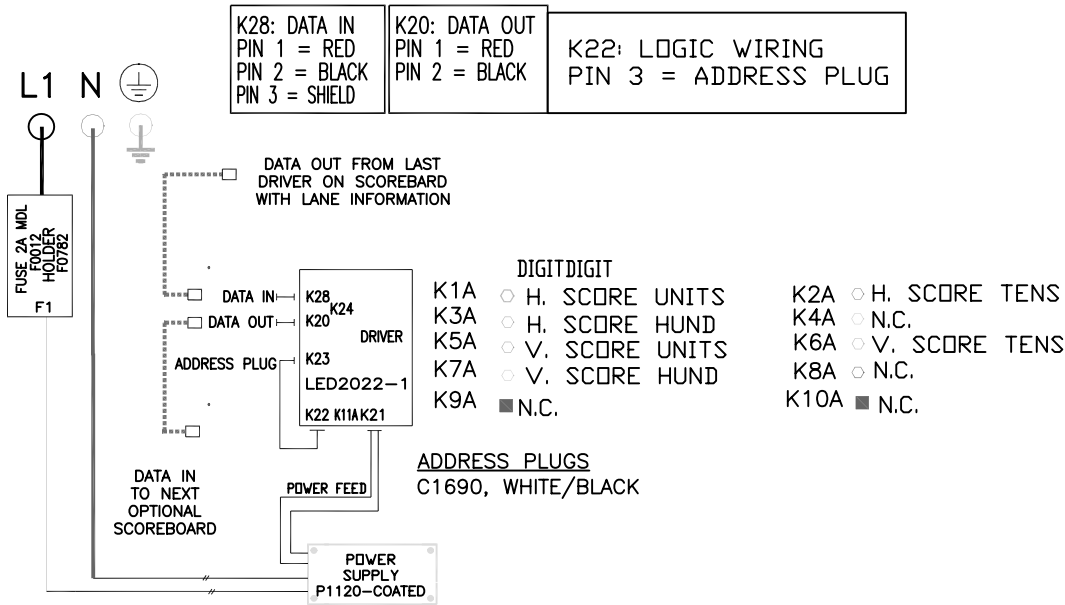 K28: DATA IN
PIN 1 = RED
PIN 2 = BLACK
PIN 3 = SHIELD
K20: DATA OUT
PIN 1 = RED
PIN 2 = BLACK
K22: LOGIC WIRING
PIN 3 = ADDRESS PLUG
L1 N
DATA OUT FROM LAST
DRIVER ON SCOREBARD
WITH LANE INFORMATION
FUSE 2A MDL
F0012
HOLDER
F0782
F1
DATA IN
DATA OUT
ADDRESS PLUG
K28
K24
K20
DRIVER
K23
LED2022-1
K22 K11A K21
DIGITDIGIT
K1A H. SCORE UNITS
K3A H. SCORE HUND
K5A V. SCORE UNITS
K7A V. SCORE HUND
K9A N.C.
K2A H. SCORE TENS
K4A N.C.
K6A V. SCORE TENS
K8A N.C.
K10A N.C.
ADDRESS PLUGS
C1690, WHITE/BLACK
DATA IN
TO NEXT
OPTIONAL
SCOREBOARD
POWER FEED
POWER
SUPPLY
P1120-COATED